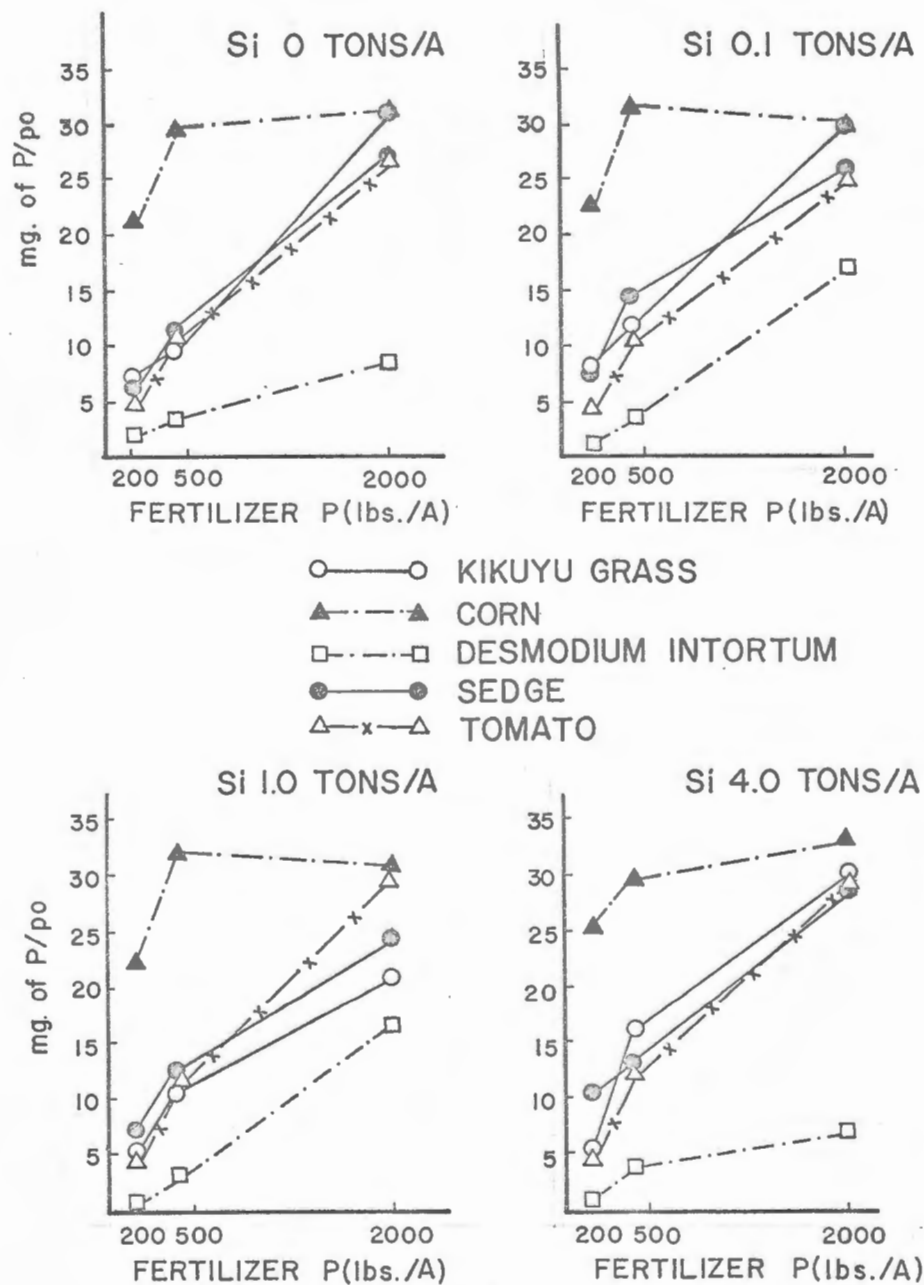 Si 0 TONS/A
35
30
25
20
15
10
5
mg. of P/po
200 500 2000
FERTILIZER P(lbs./A)
Si 0.1 TONS/A
35
30
25
20
15
10
5
200 500 2000
FERTILIZER P(lbs./A)
KIKUYU GRASS
CORN
DESMODIUM INTORTUM
SEDGE
TOMATO
Si 1.0 TONS/A
35
30
25
20
15
10
5
mg. of P/po
200 500 2000
FERTILIZER P(lbs./A)
Si 4.0 TONS/A
35
30
25
20
15
10
5
200 500 2000
FERTILIZER P(lbs./A)